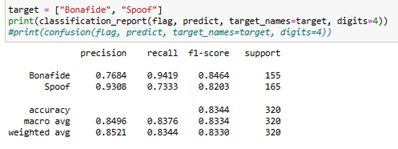 target = ["Bonafide", "Spoof"]
print(classification_report(flag, predict, target_names=target, digits=4))
#print(confusion(flag, predict, target_names=target, digits=4))
precision recall f1-score support
Bonafide 0.7684 0.9419 0.8464 155
Spoof 0.9308 0.7333 0.8203 165
accuracy 0.8344 320
macro avg 0.8496 0.8376 0.8334 320
weighted avg 0.8521 0.8344 0.8330 320